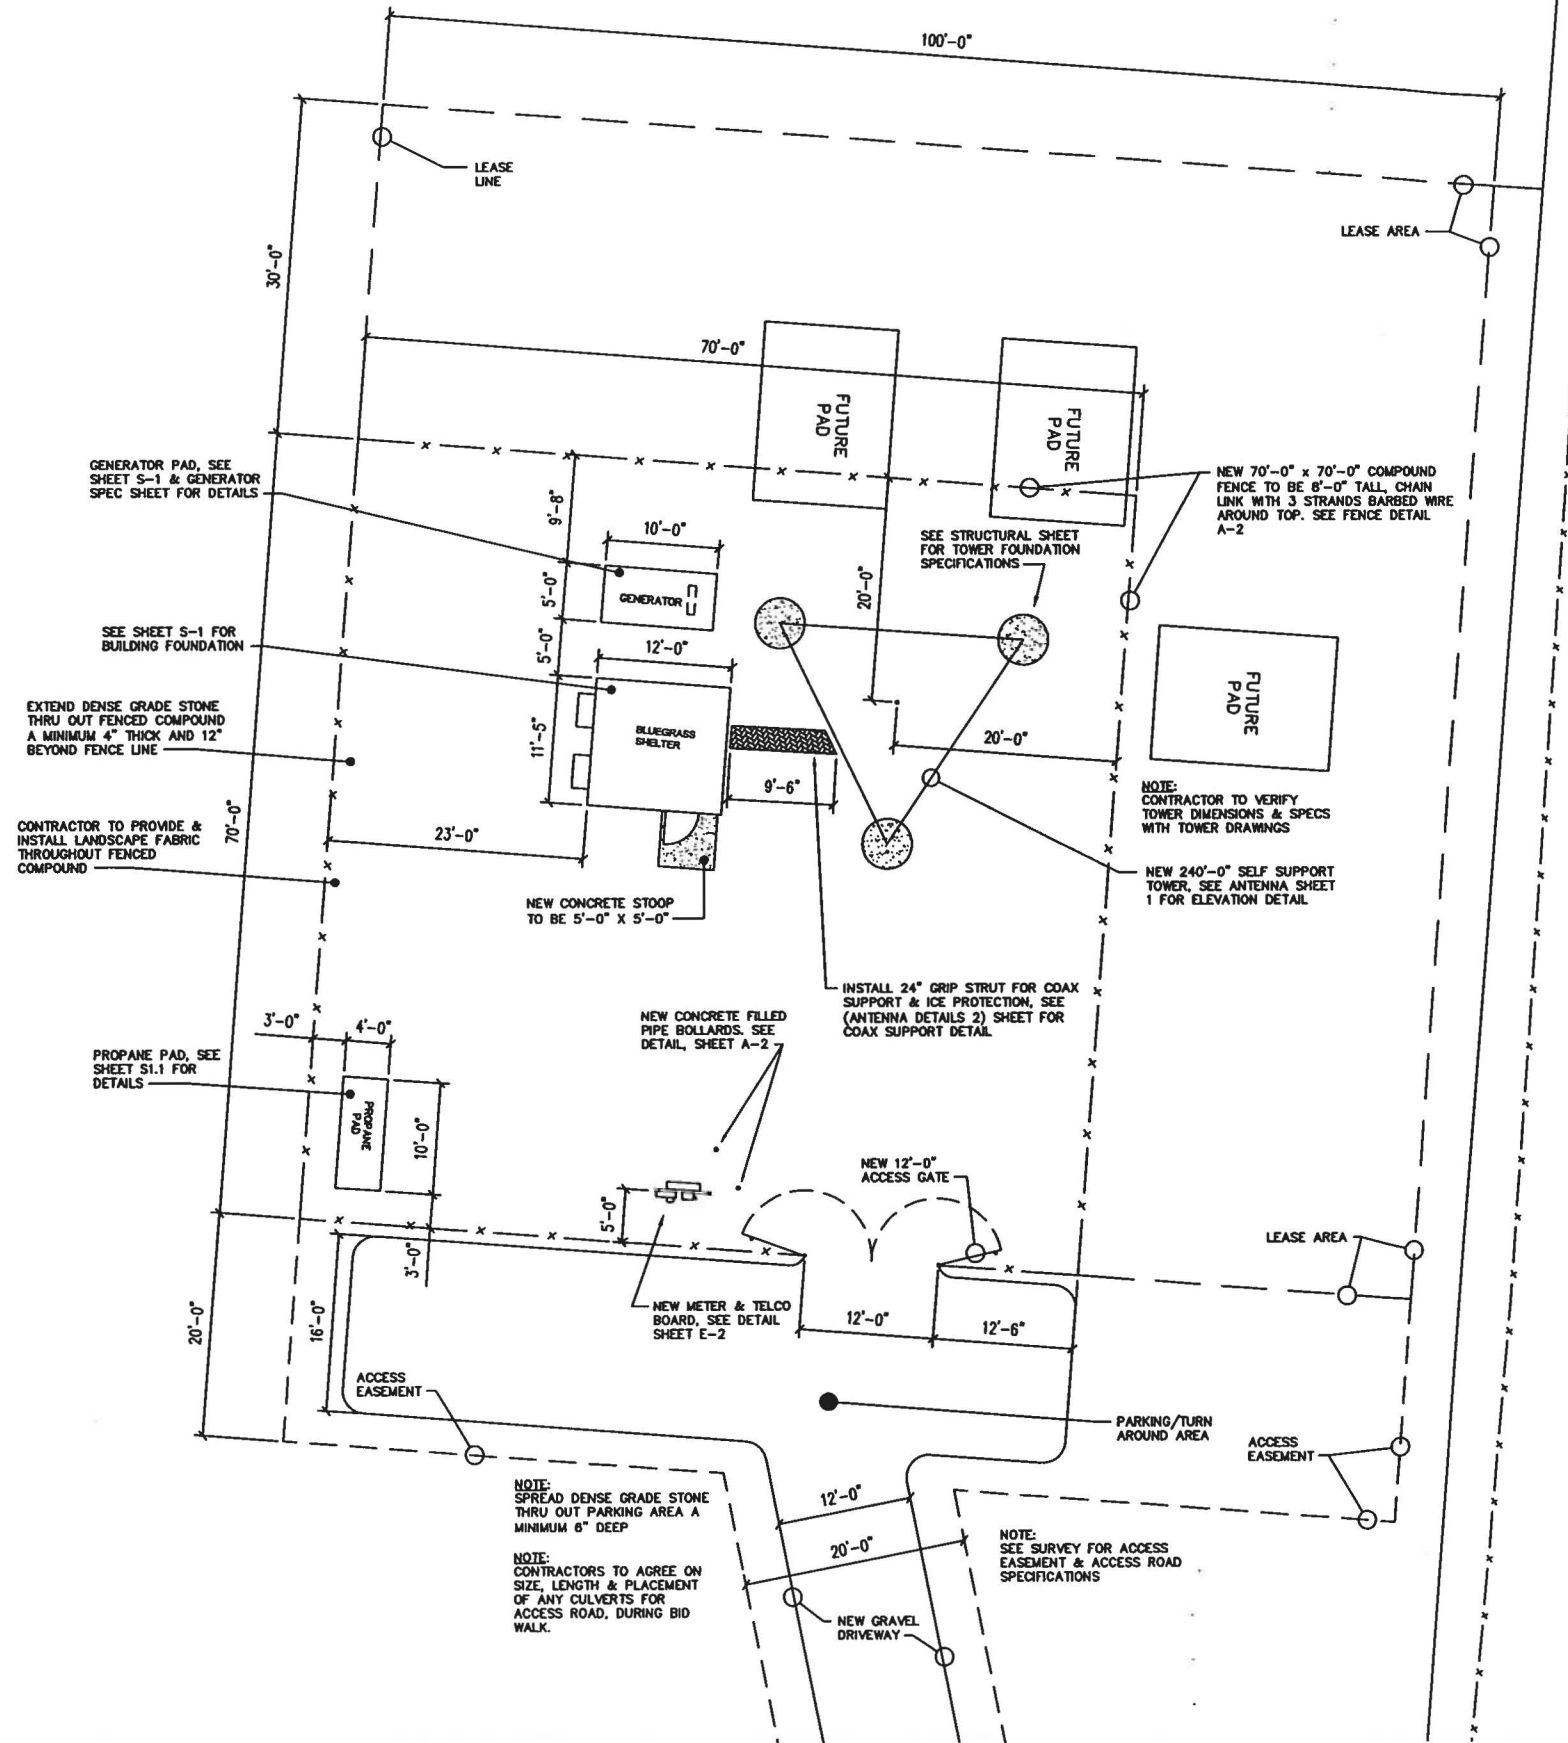 100'-0"
LEASE
LINE
LEASE AREA
30'-0"
70'-0"
FUTURE
PAD
FUTURE
PAD
GENERATOR PAD, SEE
SHEET S-1 & GENERATOR
SPEC SHEET FOR DETAILS
9'-8"
10'-0"
NEW 70'-0" x 70'-0" COMPOUND
FENCE TO BE 8'-0" TALL, CHAIN
LINK WITH 3 STRANDS BARBED WIRE
AROUND TOP. SEE FENCE DETAIL
A-2
SEE STRUCTURAL SHEET
FOR TOWER FOUNDATION
SPECIFICATIONS
5'-0"
GENERATOR
20'-0"
SEE SHEET S-1 FOR
BUILDING FOUNDATION
5'-0"
12'-0"
FUTURE
PAD
EXTEND DENSE GRADE STONE
THRU OUT FENCED COMPOUND
A MINIMUM 4" THICK AND 12"
BEYOND FENCE LINE
11'-5"
BLUEGRASS
SHELTER
20'-0"
9'-6"
NOTE:
CONTRACTOR TO VERIFY
TOWER DIMENSIONS & SPECS
WITH TOWER DRAWINGS
70'-0"
CONTRACTOR TO PROVIDE &
INSTALL LANDSCAPE FABRIC
THROUGHOUT FENCED
COMPOUND
23'-0"
NEW CONCRETE STOOP
TO BE 5'-0" X 5'-0"
NEW 240'-0" SELF SUPPORT
TOWER, SEE ANTENNA SHEET
1 FOR ELEVATION DETAIL
INSTALL 24" GRIP STRUT FOR COAX
SUPPORT & ICE PROTECTION, SEE
(ANTENNA DETAILS 2) SHEET FOR
COAX SUPPORT DETAIL
3'-0"
4'-0"
NEW CONCRETE FILLED
PIPE BOLLARDS. SEE
DETAIL, SHEET A-2
PROPANE PAD, SEE
SHEET S1.1 FOR
DETAILS
PROPANE
PAD
10'-0"
NEW 12'-0"
ACCESS GATE
5'-0"
3'-0"
LEASE AREA
20'-0"
16'-0"
NEW METER & TELCO
BOARD, SEE DETAIL
SHEET E-2
12'-0"
12'-6"
ACCESS
EASEMENT
PARKING/TURN
AROUND AREA
ACCESS
EASEMENT
NOTE:
SPREAD DENSE GRADE STONE
THRU OUT PARKING AREA A
MINIMUM 6" DEEP
12'-0"
20'-0"
NOTE:
SEE SURVEY FOR ACCESS
EASEMENT & ACCESS ROAD
SPECIFICATIONS
NOTE:
CONTRACTORS TO AGREE ON
SIZE, LENGTH & PLACEMENT
OF ANY CULVERTS FOR
ACCESS ROAD, DURING BID
WALK.
NEW GRAVEL
DRIVEWAY